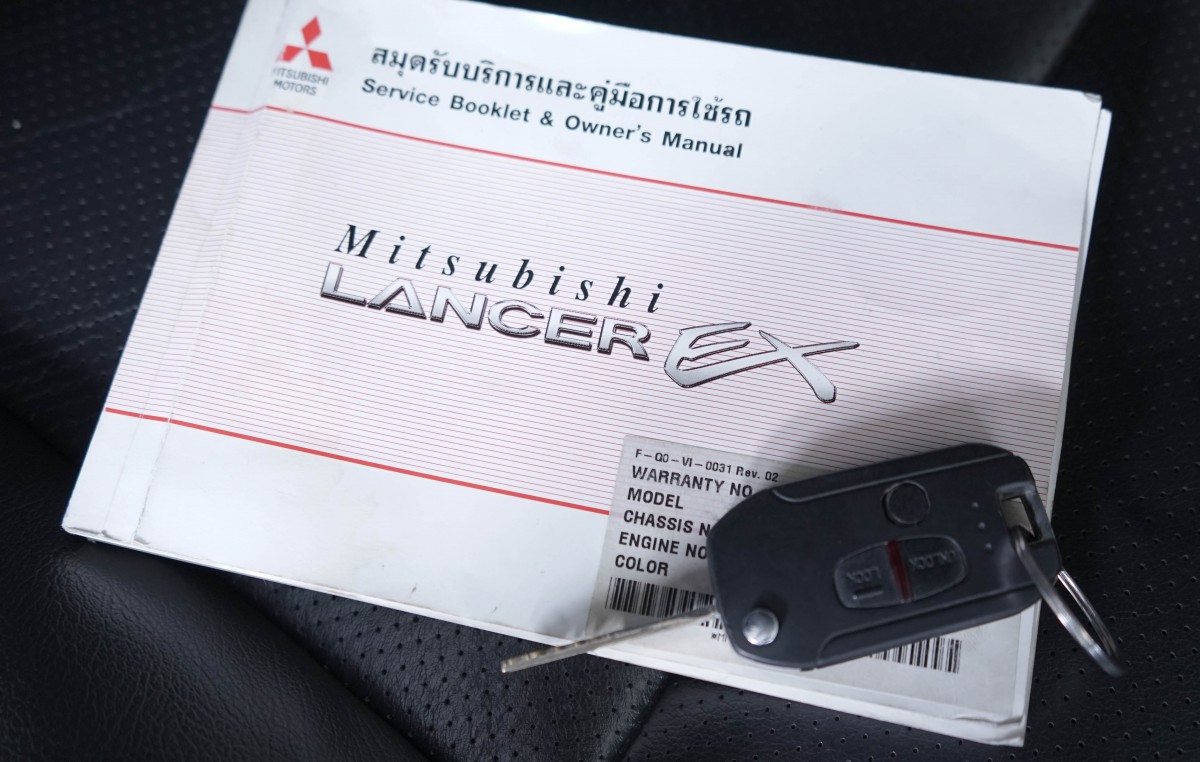 MITSUBISHI
MOTORS
สมุดรับบริการและคู่มือการใช้รถ
Service Booklet & Owner's Manual
Mitsubishi
LANCER EX
F-Q0-VI-0031 Rev. 02
WARRANTY NO
MODEL
CHASSIS N
ENGINE NO
COLOR
UNLOCK
LOCK